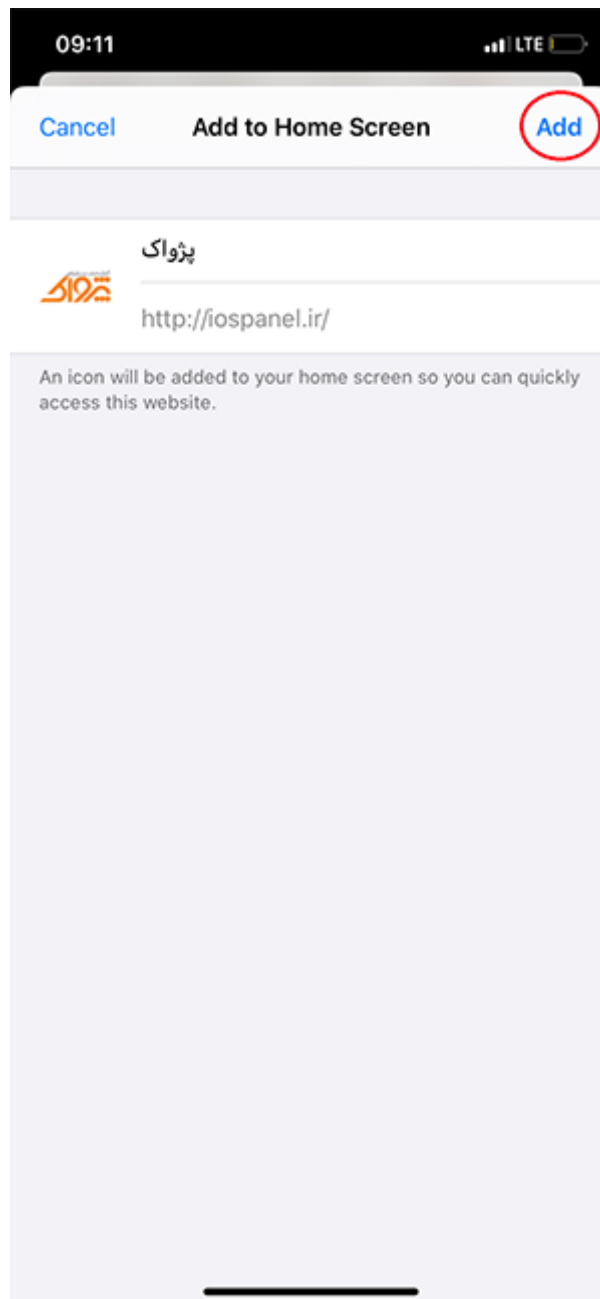 09:11
LTE
Cancel
Add to Home Screen
Add
پژواک
پژواک
http://iospanel.ir/
An icon will be added to your home screen so you can quickly
access this website.